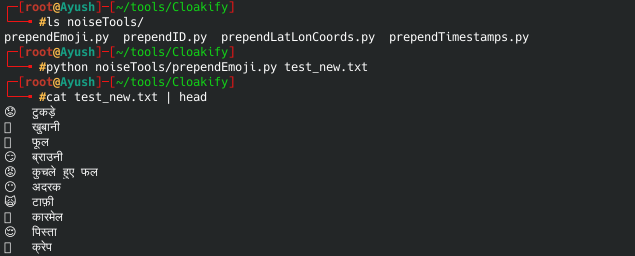 ┌─[root@Ayush]─[~/tools/Cloakify]
└──╼ #ls noiseTools/
prependEmoji.py  prependID.py  prependLatLonCoords.py  prependTimestamps.py
┌─[root@Ayush]─[~/tools/Cloakify]
└──╼ #python noiseTools/prependEmoji.py test_new.txt
┌─[root@Ayush]─[~/tools/Cloakify]
└──╼ #cat test_new.txt | head
😟 टुकड़े
खुबानी
फूल
😏 ब्राउनी
😡 कुचले हुए फल
😶 अदरक
🙀 टाफ़ी
कारमेल
😌 पिस्ता
क्रेप